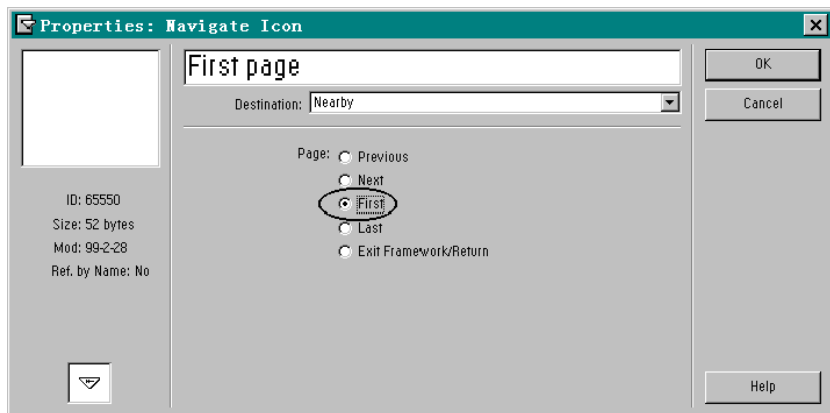 Properties: Navigate Icon
First page
Destination: Nearby
OK
Cancel
Page:
Previous
Next
First
Last
Exit Framework/Return
ID: 65550
Size: 52 bytes
Mod: 99-2-28
Ref. by Name: No
Help